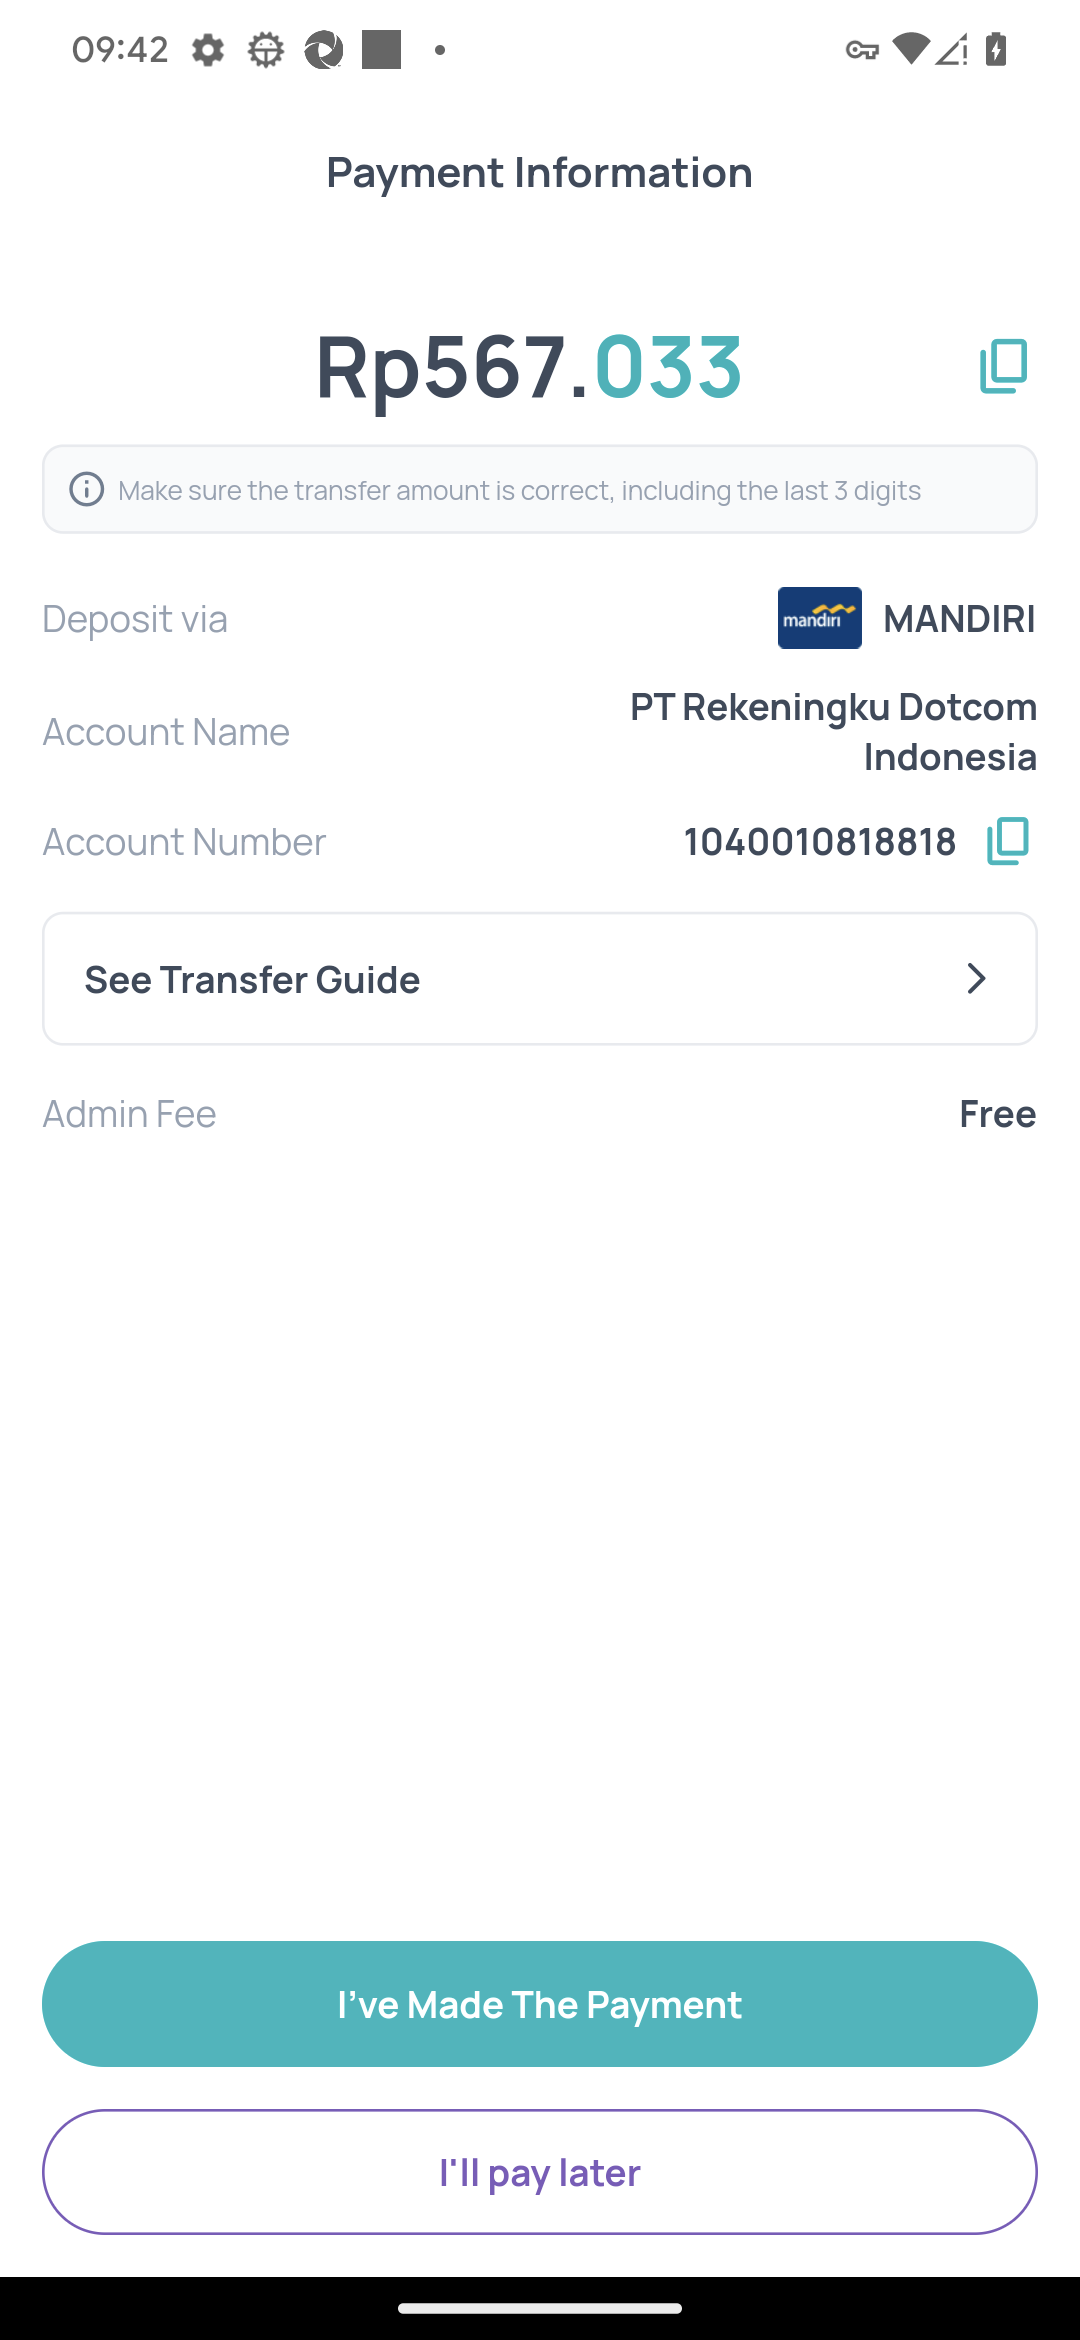 09:42
Payment Information
Rp567.033
Make sure the transfer amount is correct, including the last 3 digits
Deposit via mandiri MANDIRI
Account Name PT Rekeningku Dotcom Indonesia
Account Number 1040010818818
See Transfer Guide
Admin Fee Free
I've Made The Payment
I'll pay later